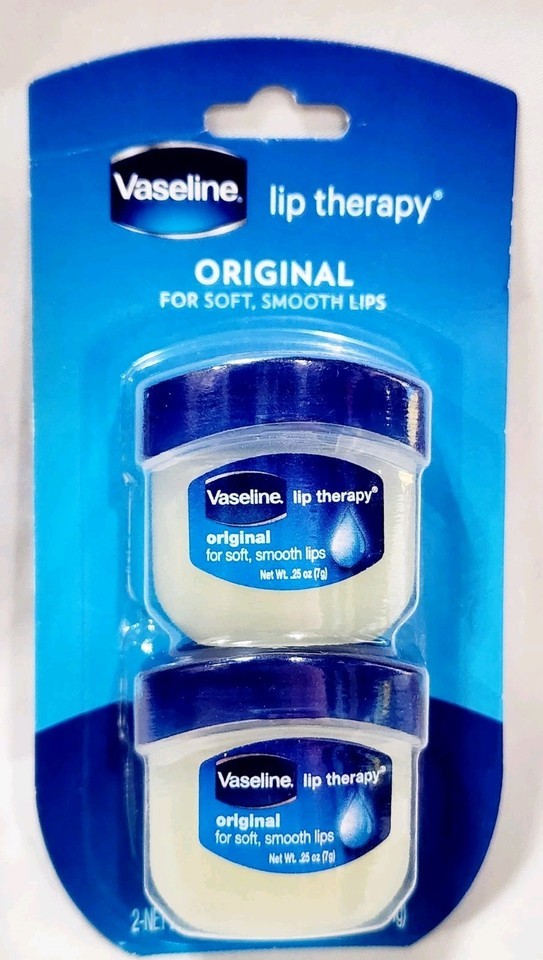 Vaseline. lip therapy®
ORIGINAL
FOR SOFT, SMOOTH LIPS
Vaseline. lip therapy®
original
for soft, smooth lips
Net Wt. .25 oz (7g)
Vaseline. lip therapy®
original
for soft, smooth lips
Net Wt. .25 oz (7g)